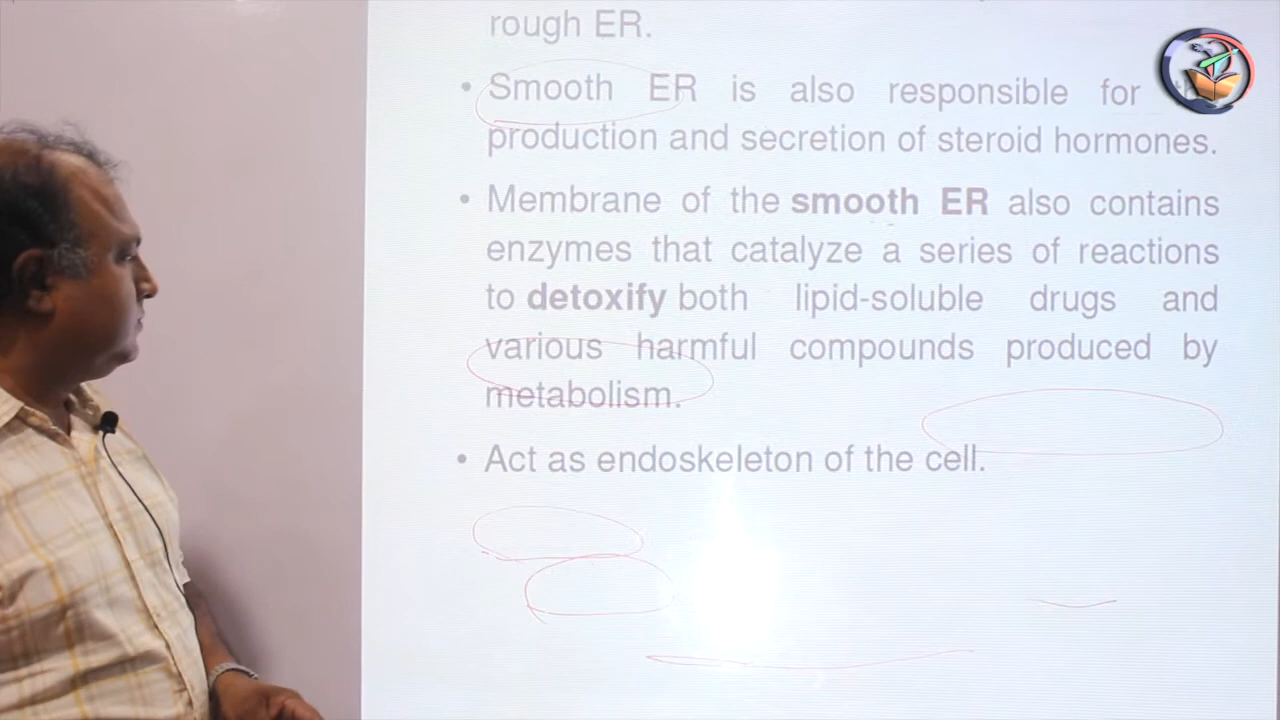 rough ER.
• Smooth ER is also responsible for
production and secretion of steroid hormones.
• Membrane of the smooth ER also contains
enzymes that catalyze a series of reactions
to detoxify both lipid-soluble drugs and
various harmful compounds produced by
metabolism.
• Act as endoskeleton of the cell.